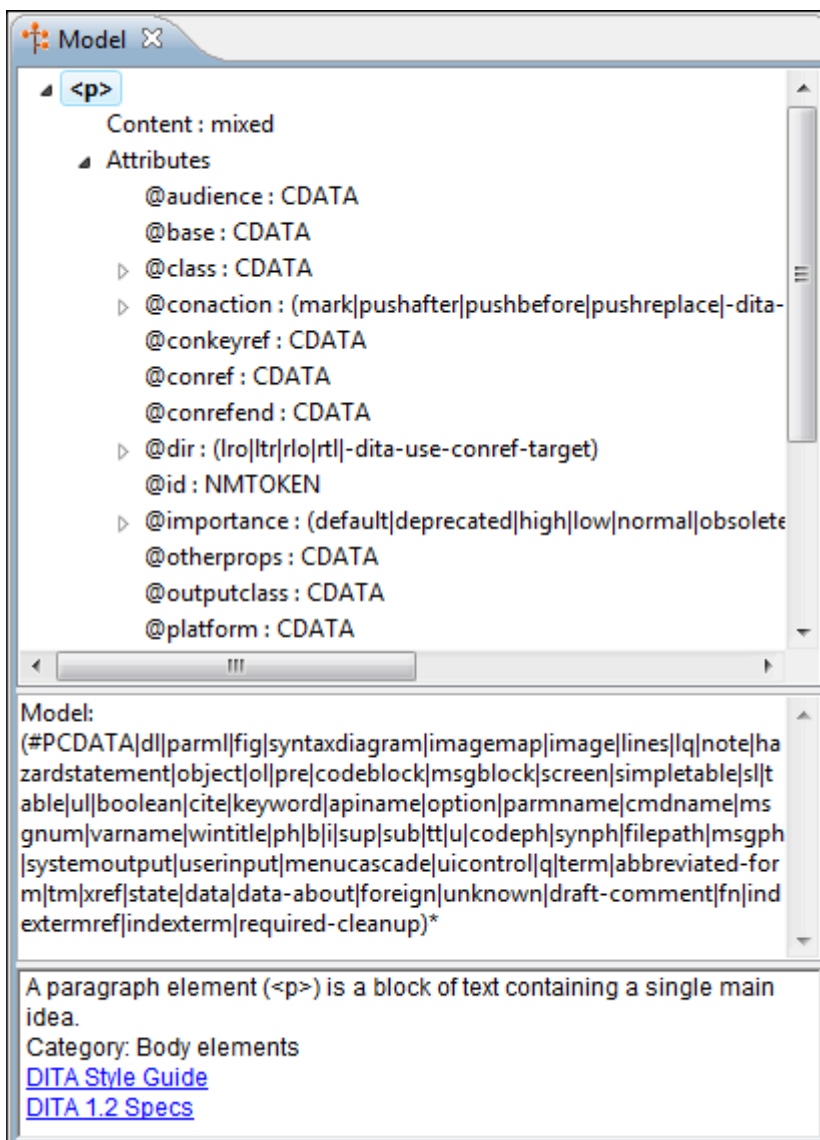 Model
<p>
Content : mixed
Attributes
@audience : CDATA
@base : CDATA
@class : CDATA
@conaction : (mark|pushafter|pushbefore|pushreplace|-dita-
@conkeyref : CDATA
@conref : CDATA
@conrefend : CDATA
@dir : (lro|ltr|rlo|rtl|-dita-use-conref-target)
@id : NMTOKEN
@importance : (default|deprecated|high|low|normal|obsolete
@otherprops : CDATA
@outputclass : CDATA
@platform : CDATA
Model:
(#PCDATA|dl|parml|fig|syntaxdiagram|imagemap|image|lines|lq|note|ha
zardstatement|object|ol|pre|codeblock|msgblock|screen|simpletable|sl|t
able|ul|boolean|cite|keyword|apiname|option|parmname|cmdname|ms
gnum|varname|wintitle|ph|b|i|sup|sub|tt|u|codeph|synph|filepath|msgph
|systemoutput|userinput|menucascade|uicontrol|q|term|abbreviated-for
m|tm|xref|state|data|data-about|foreign|unknown|draft-comment|fn|ind
extermref|indexterm|required-cleanup)*
A paragraph element (<p>) is a block of text containing a single main
idea.
Category: Body elements
DITA Style Guide
DITA 1.2 Specs